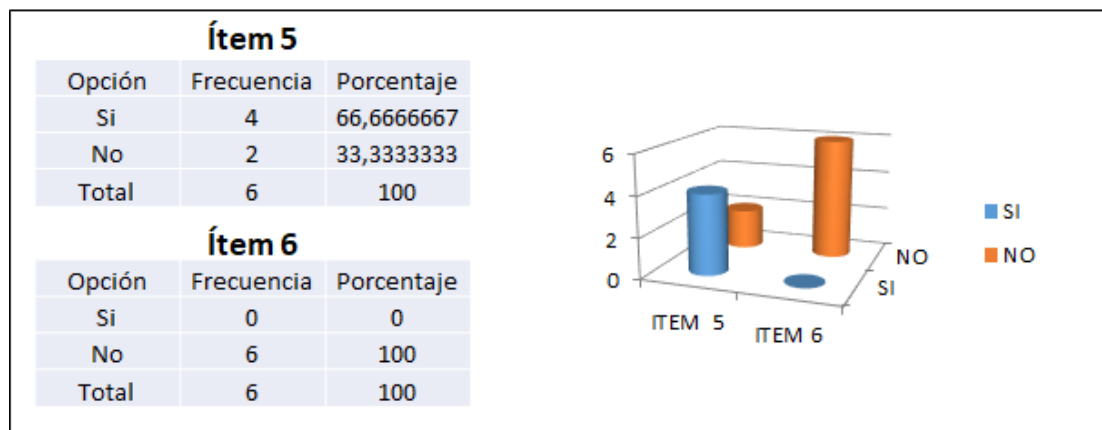 Ítem 5
Opción Frecuencia Porcentaje
Si 4 66,6666667
No 2 33,3333333
Total 6 100
Ítem 6
Opción Frecuencia Porcentaje
Si 0 0
No 6 100
Total 6 100
6
4
2
0
ITEM 5
ITEM 6
NO
SI
SI
NO